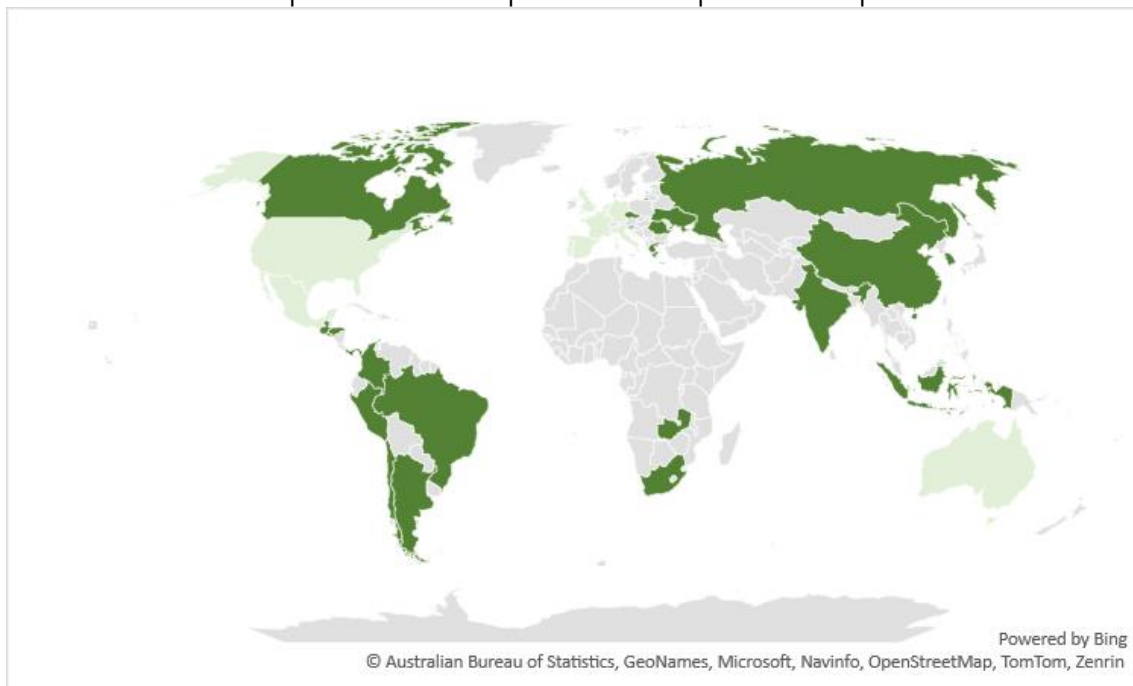 Powered by Bing
© Australian Bureau of Statistics, GeoNames, Microsoft, Navinfo, OpenStreetMap, TomTom, Zenrin